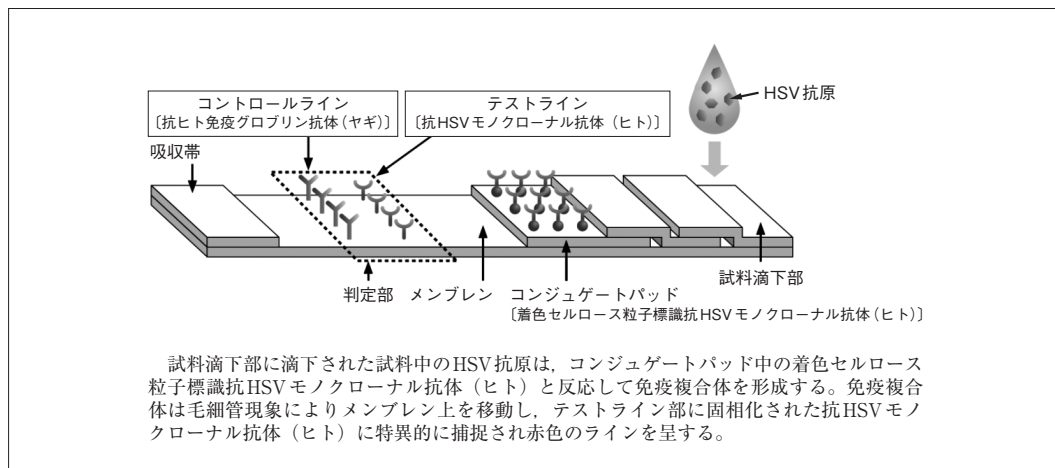 HSV抗原
コントロールライン
〔抗ヒト免疫グロブリン抗体(ヤギ)〕
テストライン
〔抗HSVモノクローナル抗体(ヒト)〕
吸収帯
試料滴下部
判定部
メンブレン
コンジュゲートパッド
〔着色セルロース粒子標識抗HSVモノクローナル抗体(ヒト)〕
試料滴下部に滴下された試料中のHSV抗原は，コンジュゲートパッド中の着色セルロース
粒子標識抗HSVモノクローナル抗体（ヒト）と反応して免疫複合体を形成する。免疫複合
体は毛細管現象によりメンブレン上を移動し，テストライン部に固相化された抗HSVモノ
クローナル抗体（ヒト）に特異的に捕捉され赤色のラインを呈する。